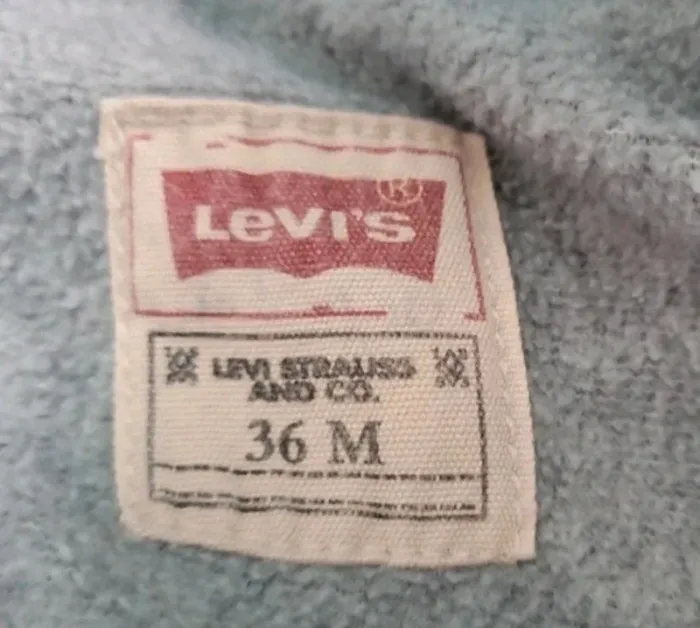 LEVI'S ®
LEVI STRAUSS
AND CO.
36 M